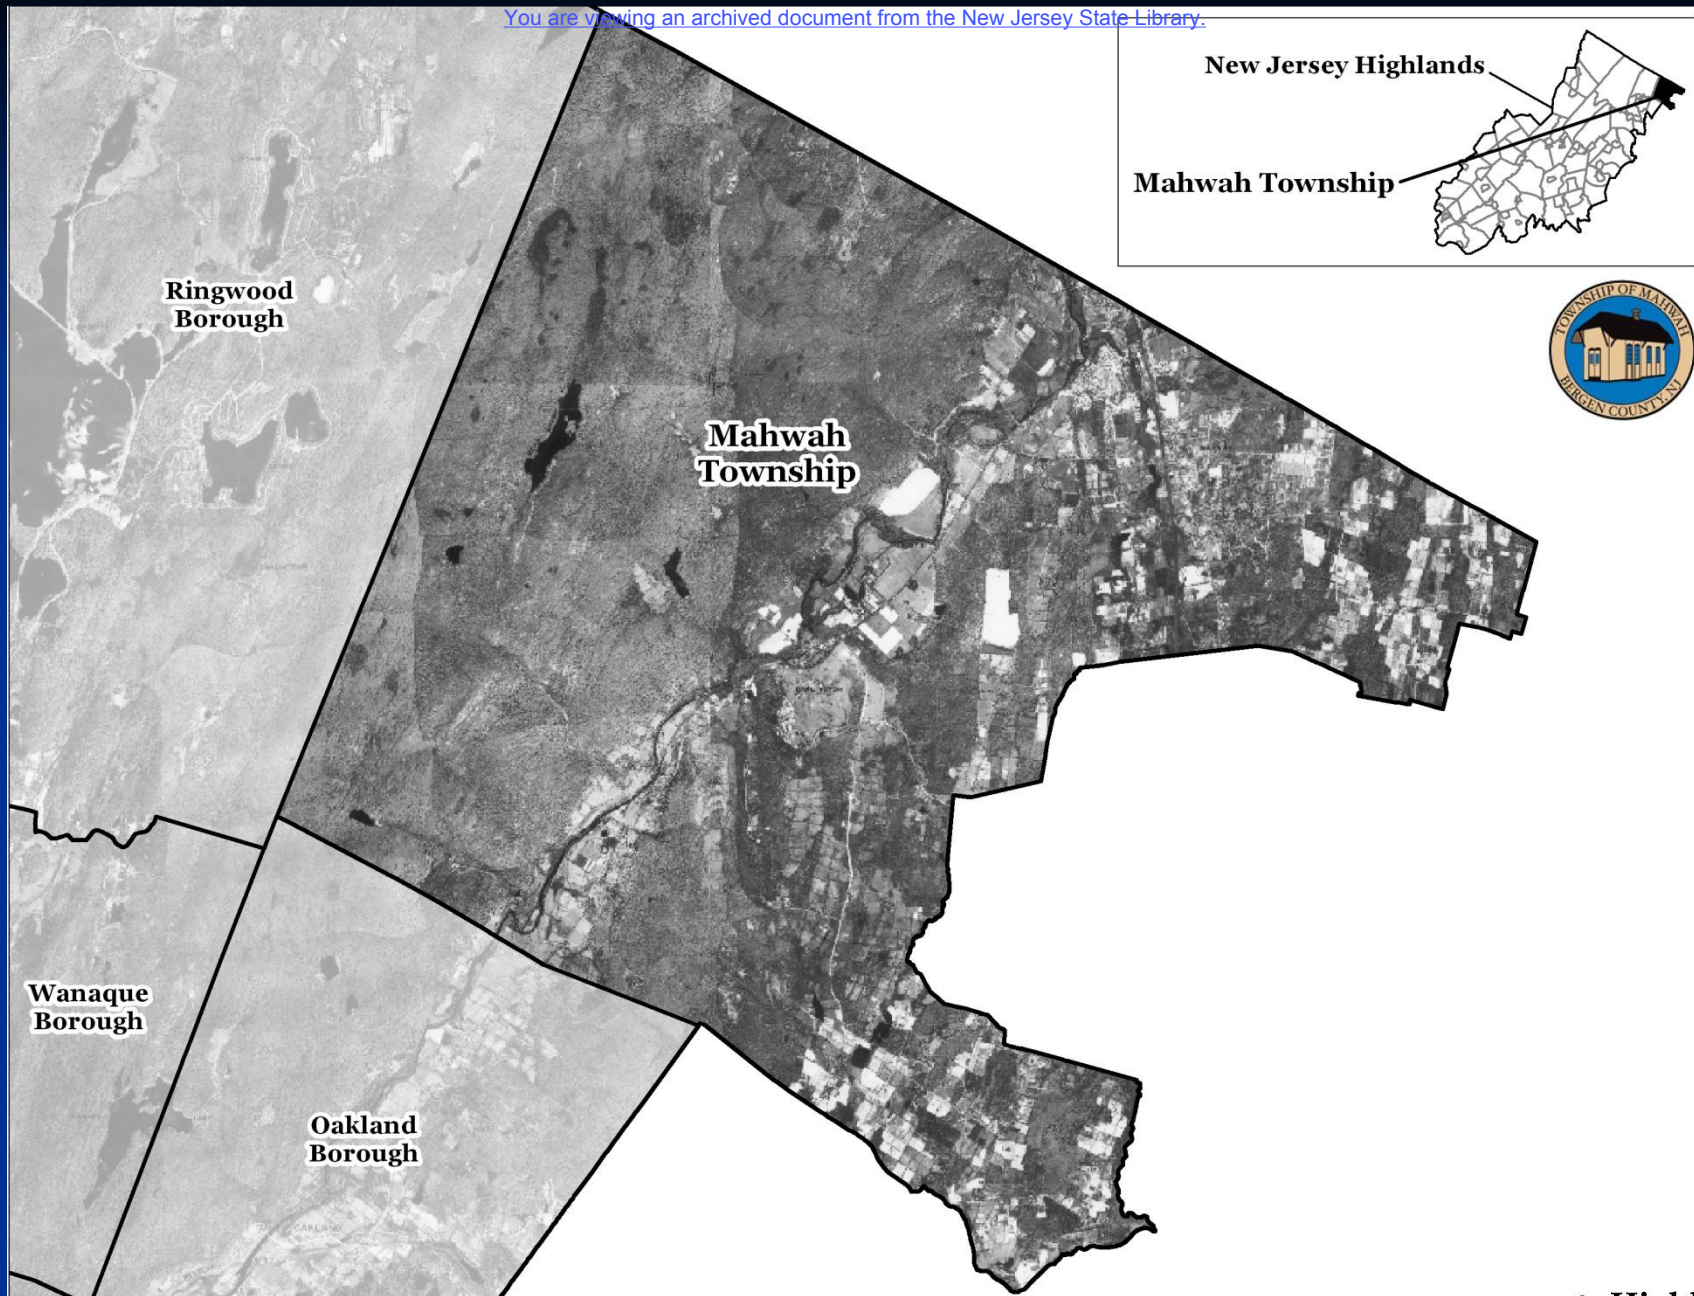 You are viewing an archived document from the New Jersey State Library.
New Jersey Highlands
Mahwah Township
TOWNSHIP OF MAHWAH
BERGEN COUNTY, NJ
Ringwood
Borough
Mahwah
Township
Wanaque
Borough
Oakland
Borough
OAKLAND